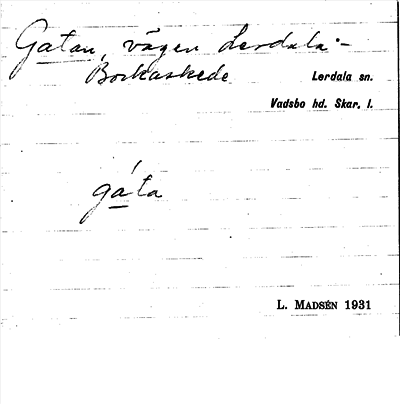 Gatan, vägen Lerdala-
Borkaskede
Lerdala sn.
Vadsbo hd. Skar. l.
gáta
L. MADSÉN 1931